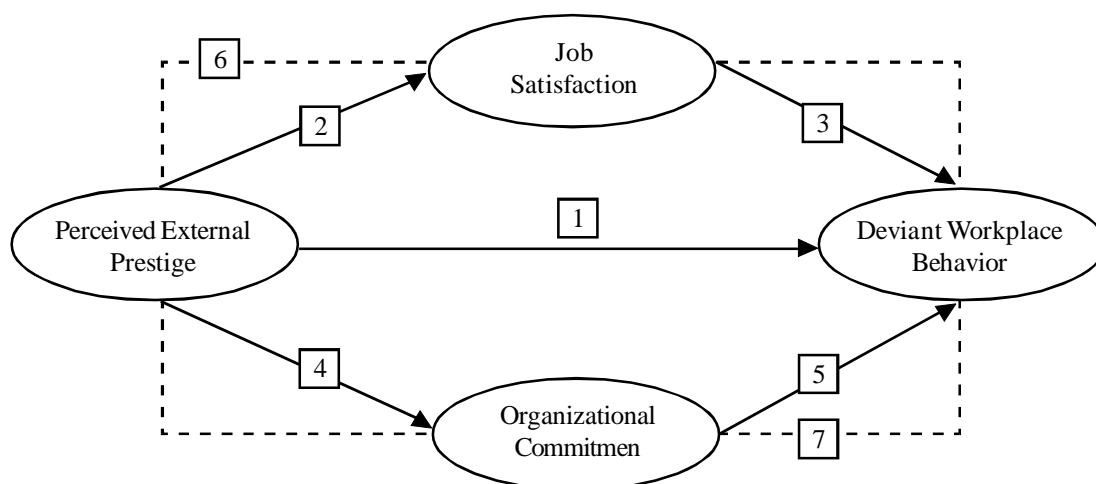 6
Job
Satisfaction
2
3
1
Perceived External
Prestige
Deviant Workplace
Behavior
4
5
Organizational
Commitmen
7